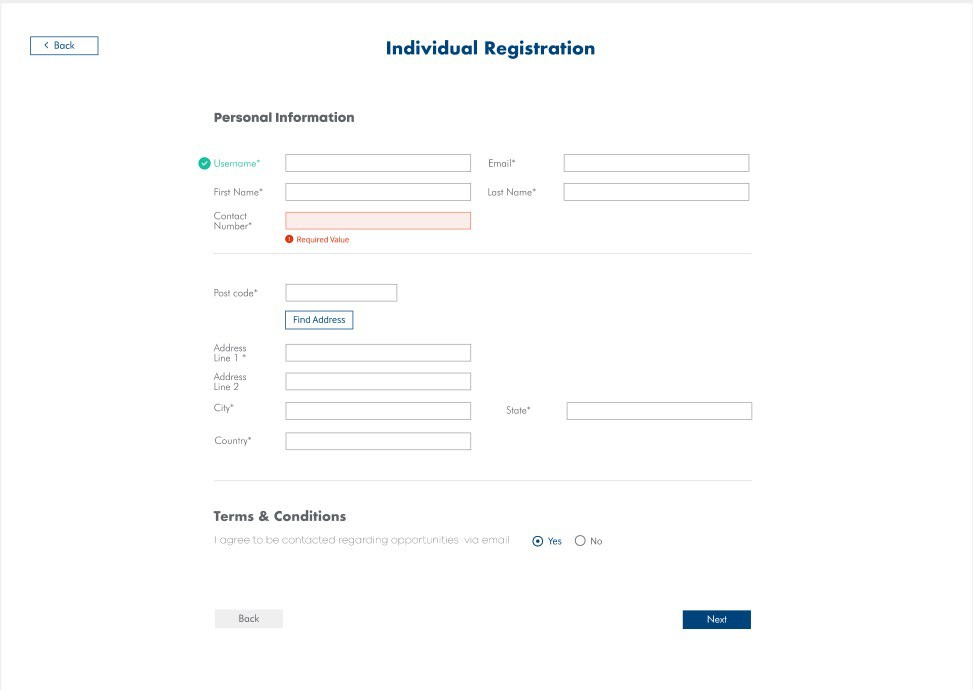 < Back
Individual Registration
Personal Information
Username*
Email*
First Name*
Last Name*
Contact
Number*
Required Value
Post code*
Find Address
Address
Line 1 *
Address
Line 2
City*
State*
Country*
Terms & Conditions
I agree to be contacted regarding opportunities via email
Yes
No
Back
Next